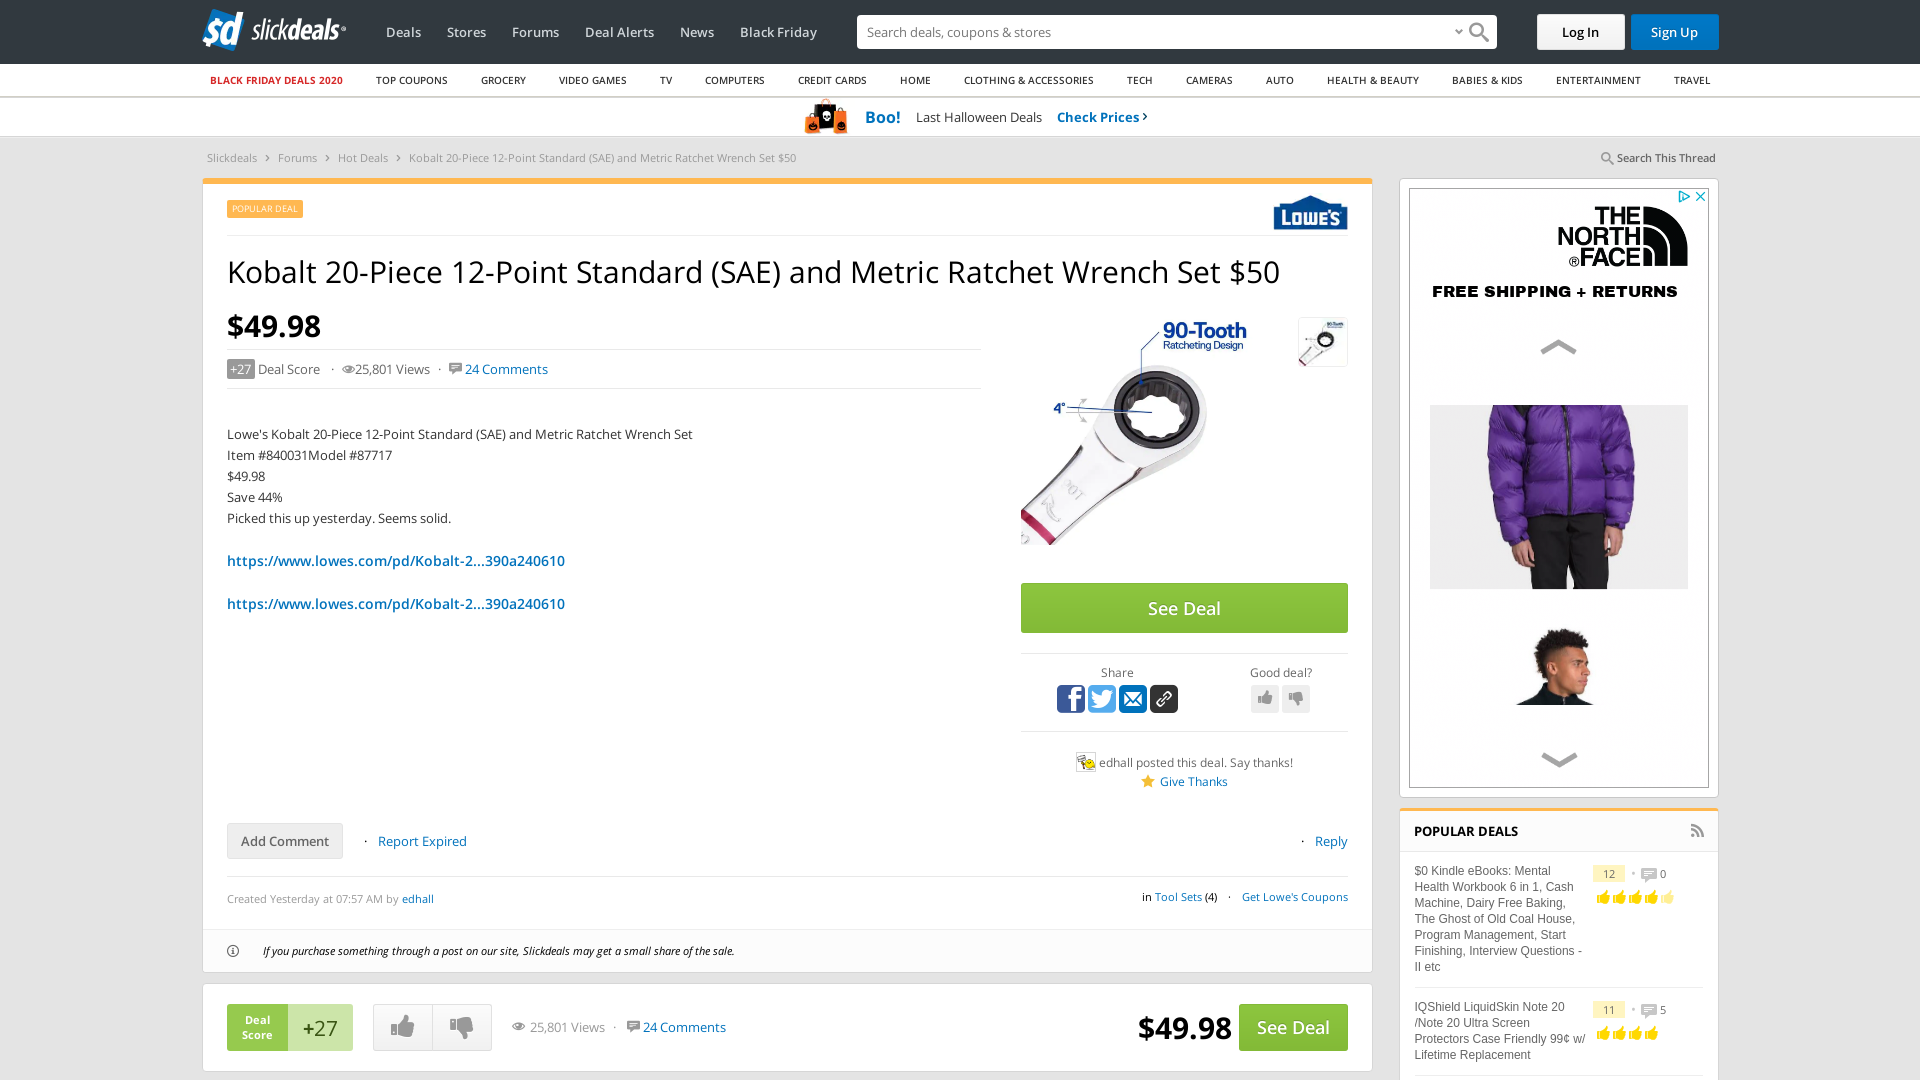 slickdeals
Deals
Stores
Forums
Deal Alerts
News
Black Friday
Search deals, coupons & stores
Log In
Sign Up
BLACK FRIDAY DEALS 2020
TOP COUPONS
GROCERY
VIDEO GAMES
TV
COMPUTERS
CREDIT CARDS
HOME
CLOTHING & ACCESSORIES
TECH
CAMERAS
AUTO
HEALTH & BEAUTY
BABIES & KIDS
ENTERTAINMENT
TRAVEL
Boo! Last Halloween Deals Check Prices ›
Slickdeals › Forums › Hot Deals › Kobalt 20-Piece 12-Point Standard (SAE) and Metric Ratchet Wrench Set $50
Search This Thread
POPULAR DEAL
LOWE'S
Kobalt 20-Piece 12-Point Standard (SAE) and Metric Ratchet Wrench Set $50
$49.98
+27 Deal Score · 25,801 Views · 24 Comments
90-Tooth
Ratcheting Design
4°
Lowe's Kobalt 20-Piece 12-Point Standard (SAE) and Metric Ratchet Wrench Set
Item #840031Model #87717
$49.98
Save 44%
Picked this up yesterday. Seems solid.
https://www.lowes.com/pd/Kobalt-2...390a240610
https://www.lowes.com/pd/Kobalt-2...390a240610
See Deal
Share
Good deal?
edhall posted this deal. Say thanks!
Give Thanks
Add Comment
· Report Expired
· Reply
Created Yesterday at 07:57 AM by edhall
in Tool Sets (4) · Get Lowe's Coupons
If you purchase something through a post on our site, Slickdeals may get a small share of the sale.
Deal
Score
+27
25,801 Views · 24 Comments
$49.98
See Deal
THE
NORTH
FACE
FREE SHIPPING + RETURNS
POPULAR DEALS
$0 Kindle eBooks: Mental
Health Workbook 6 in 1, Cash
Machine, Dairy Free Baking,
The Ghost of Old Coal House,
Program Management, Start
Finishing, Interview Questions -
II etc
12 • 0
IQShield LiquidSkin Note 20
/Note 20 Ultra Screen
Protectors Case Friendly 99¢ w/
Lifetime Replacement
11 • 5